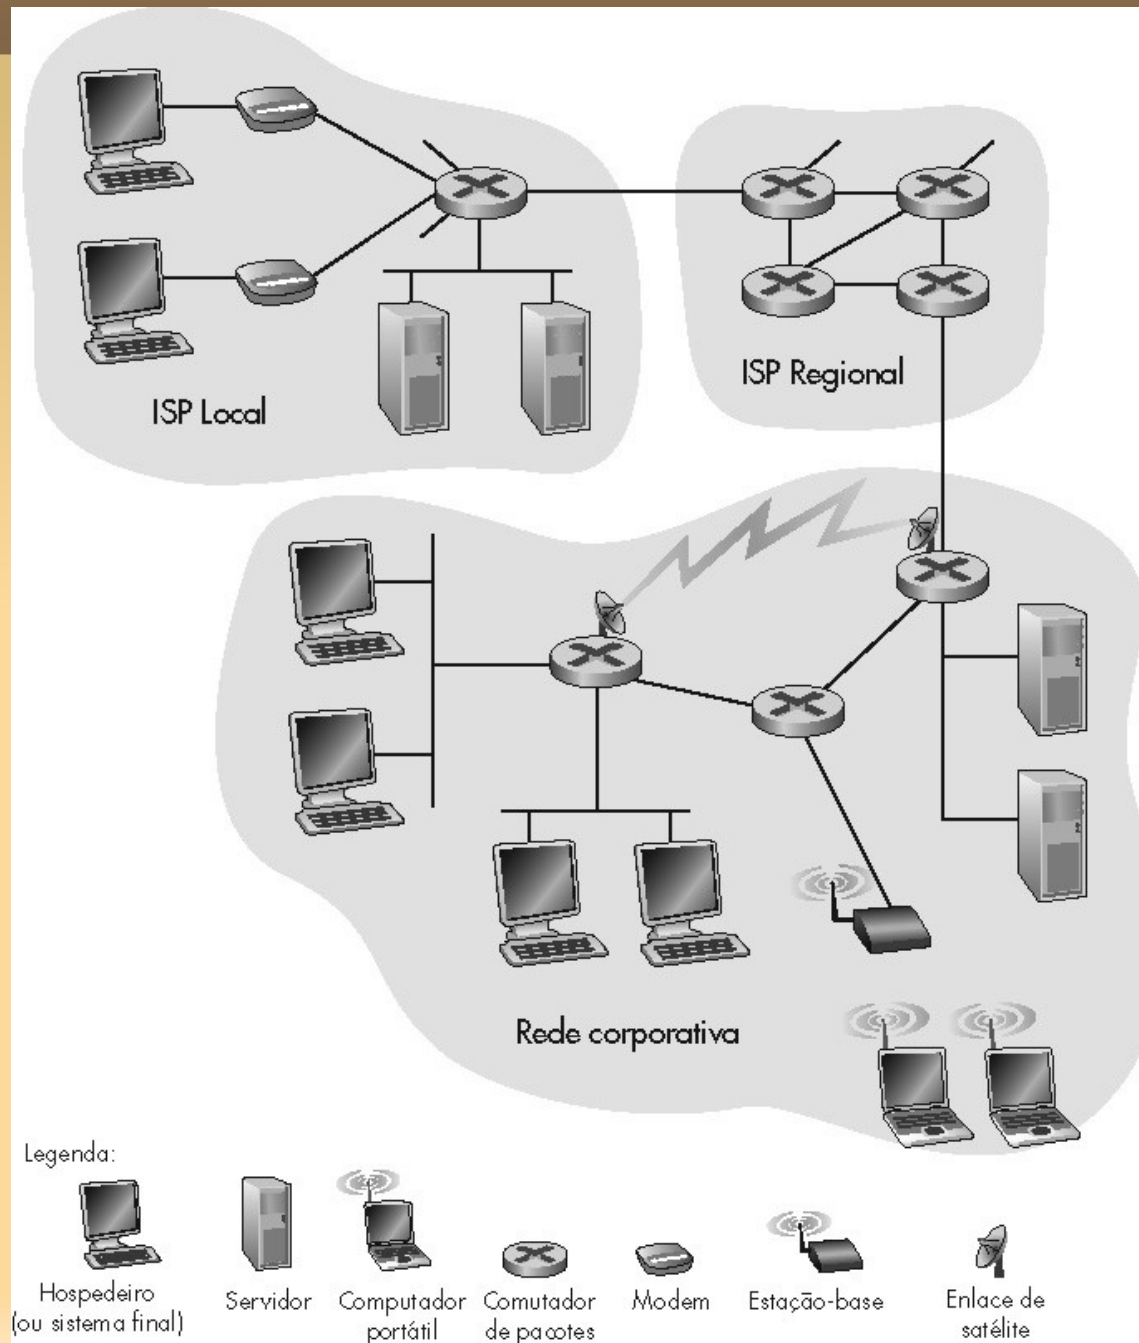 ISP Local
ISP Regional
Rede corporativa
Legenda:
Hospedeiro
(ou sistema final)
Servidor
Computador
portátil
Comutador
de pacotes
Modem
Estação-base
Enlace de
satélite